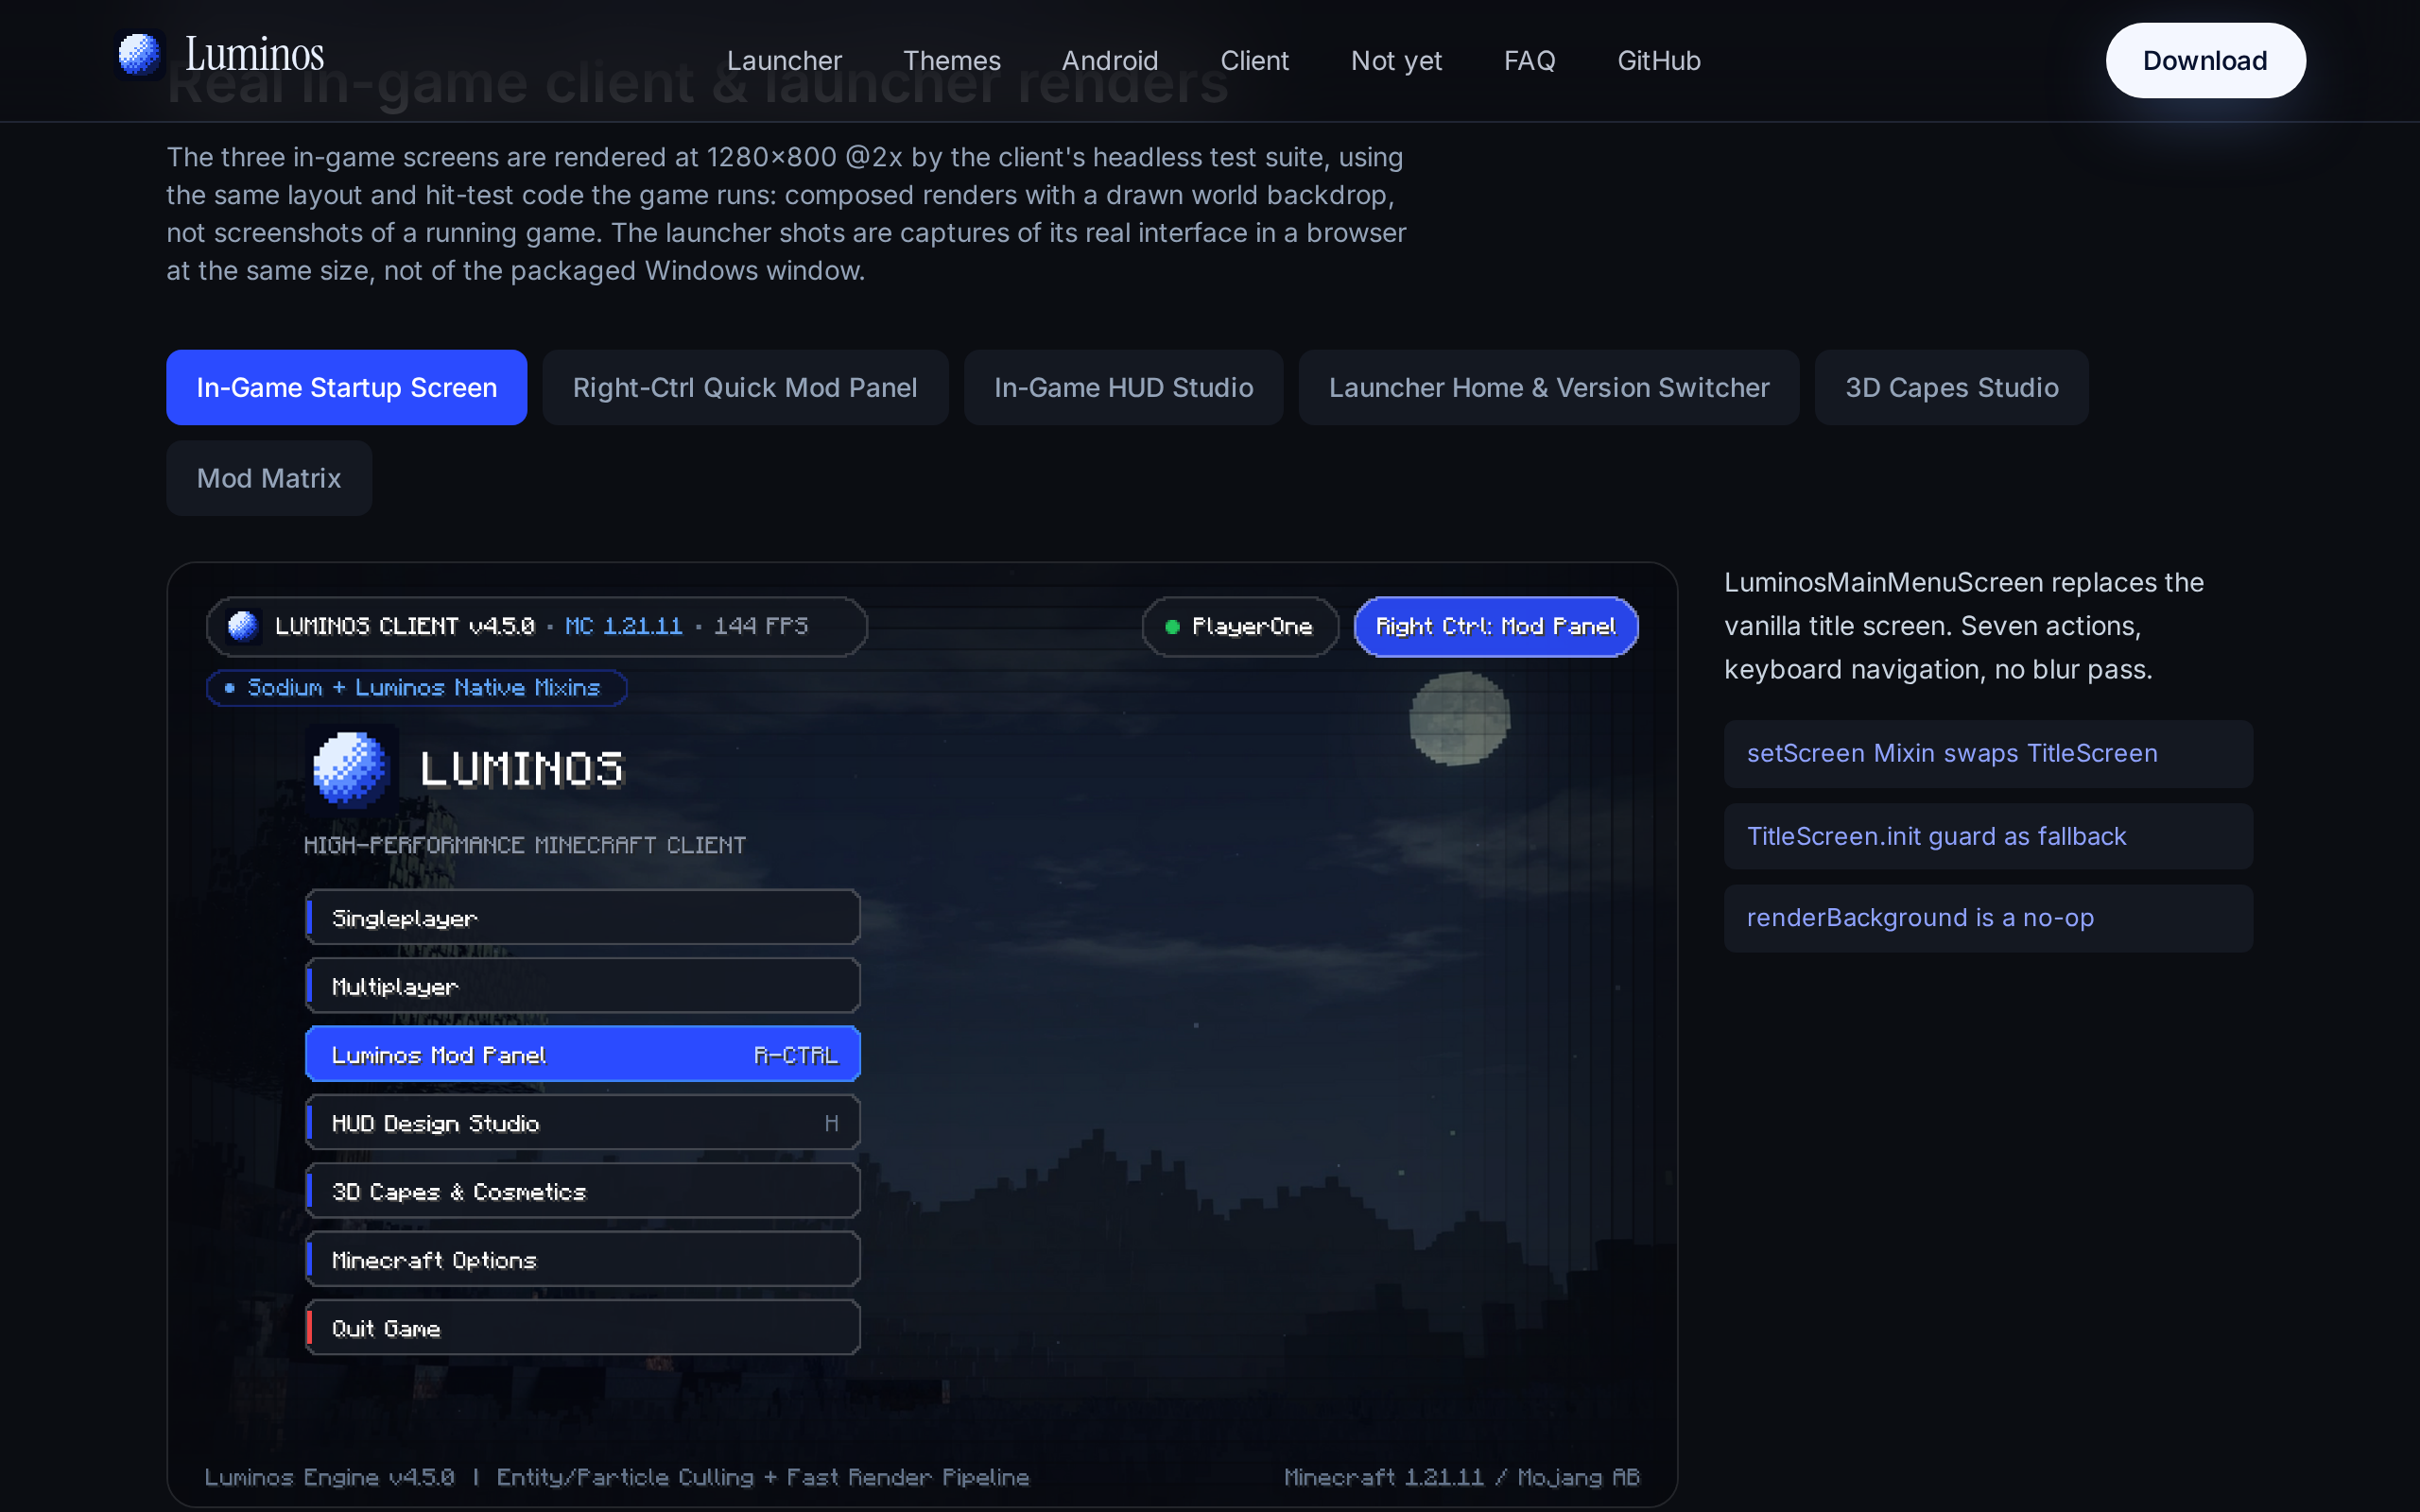 Luminos
Launcher
Themes
Android
Client
Not yet
FAQ
GitHub
Download
Real in-game client & launcher renders
The three in-game screens are rendered at 1280×800 @2x by the client's headless test suite, using
the same layout and hit-test code the game runs: composed renders with a drawn world backdrop,
not screenshots of a running game. The launcher shots are captures of its real interface in a browser
at the same size, not of the packaged Windows window.
In-Game Startup Screen
Right-Ctrl Quick Mod Panel
In-Game HUD Studio
Launcher Home & Version Switcher
3D Capes Studio
Mod Matrix
LUMINOS CLIENT v4.5.0 · MC 1.21.11 · 144 FPS
PlayerOne
Right Ctrl: Mod Panel
Sodium + Luminos Native Mixins
LUMINOS
HIGH-PERFORMANCE MINECRAFT CLIENT
Singleplayer
Multiplayer
Luminos Mod Panel R-CTRL
HUD Design Studio H
3D Capes & Cosmetics
Minecraft Options
Quit Game
Luminos Engine v4.5.0 | Entity/Particle Culling + Fast Render Pipeline
Minecraft 1.21.11 / Mojang AB
LuminosMainMenuScreen replaces the
vanilla title screen. Seven actions,
keyboard navigation, no blur pass.
setScreen Mixin swaps TitleScreen
TitleScreen.init guard as fallback
renderBackground is a no-op